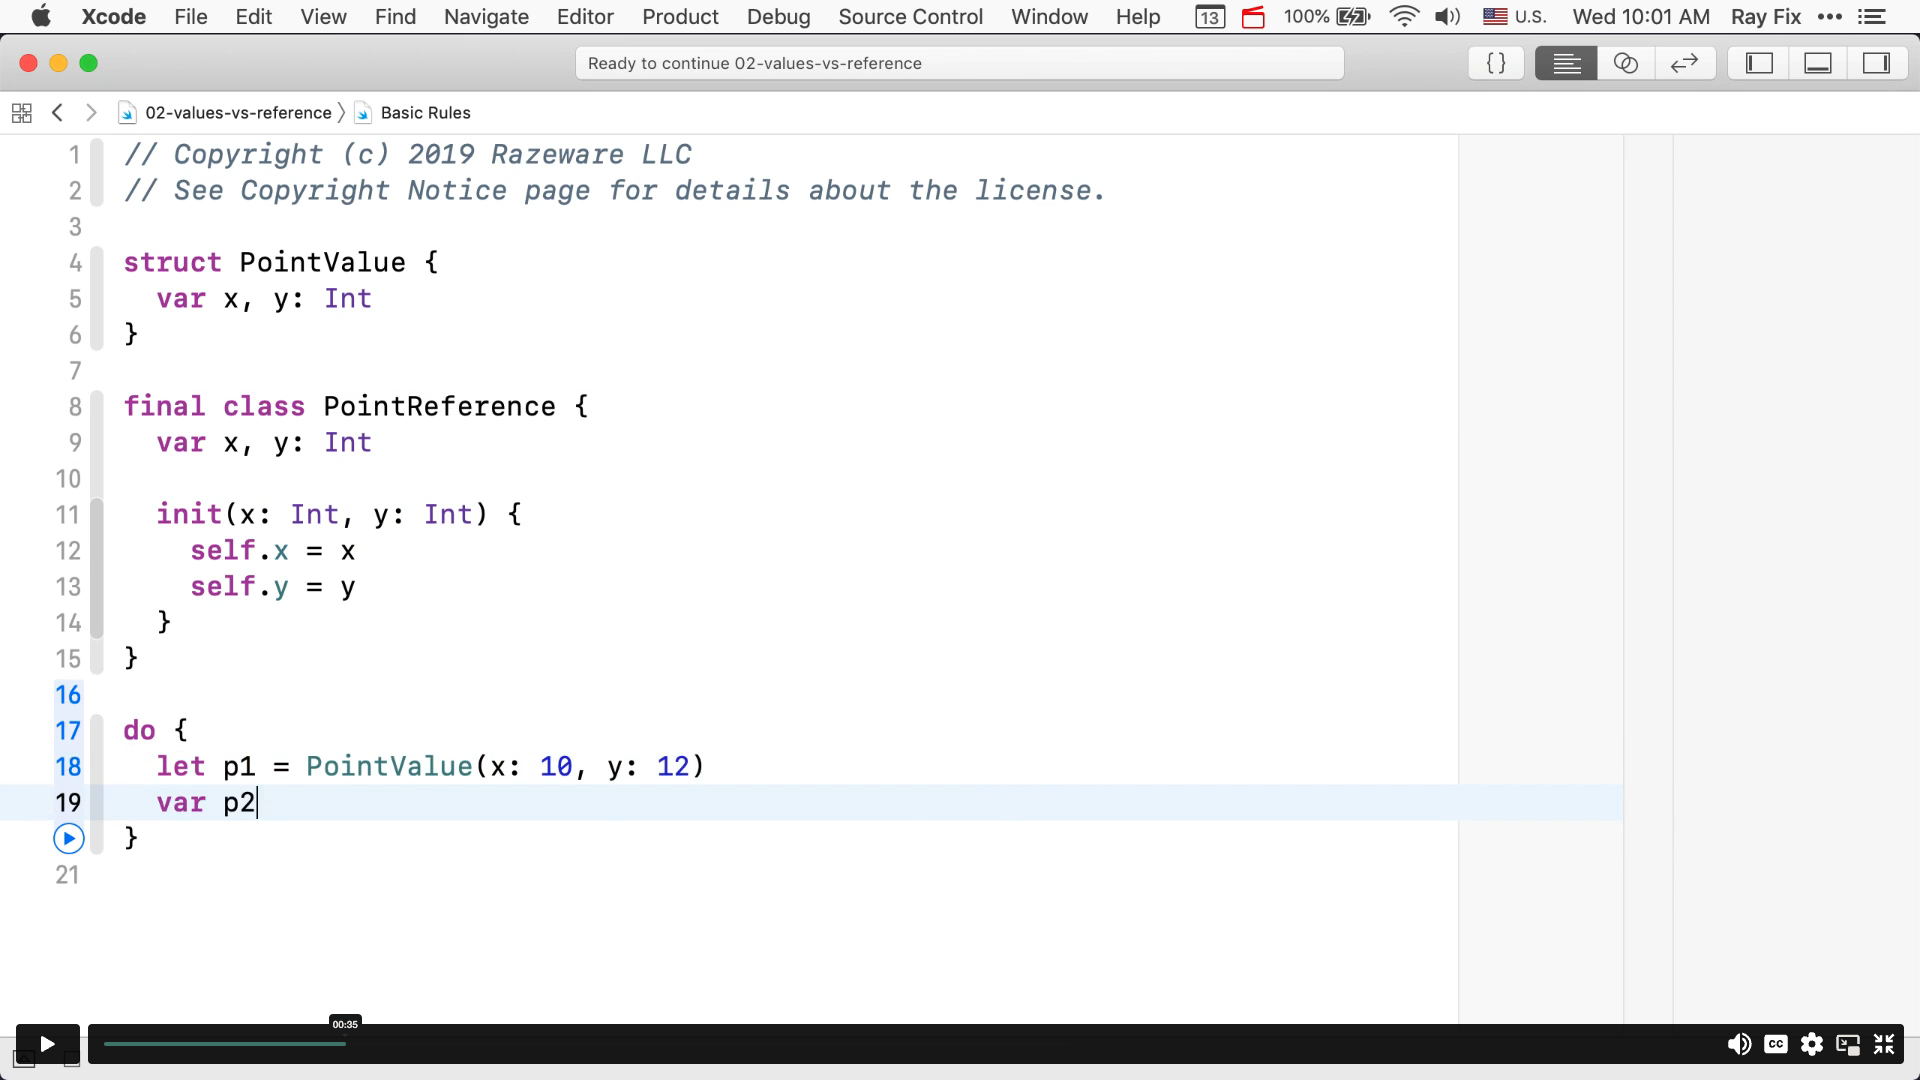 Xcode File Edit View Find Navigate Editor Product Debug Source Control Window Help 13 100% U.S. Wed 10:01 AM Ray Fix
Ready to continue 02-values-vs-reference
{}
02-values-vs-reference 〉 Basic Rules
1 // Copyright (c) 2019 Razeware LLC
2 // See Copyright Notice page for details about the license.
3
4 struct PointValue {
5 var x, y: Int
6 }
7
8 final class PointReference {
9 var x, y: Int
10
11 init(x: Int, y: Int) {
12 self.x = x
13 self.y = y
14 }
15 }
16
17 do {
18 let p1 = PointValue(x: 10, y: 12)
19 var p2
}
21
00:35
CC